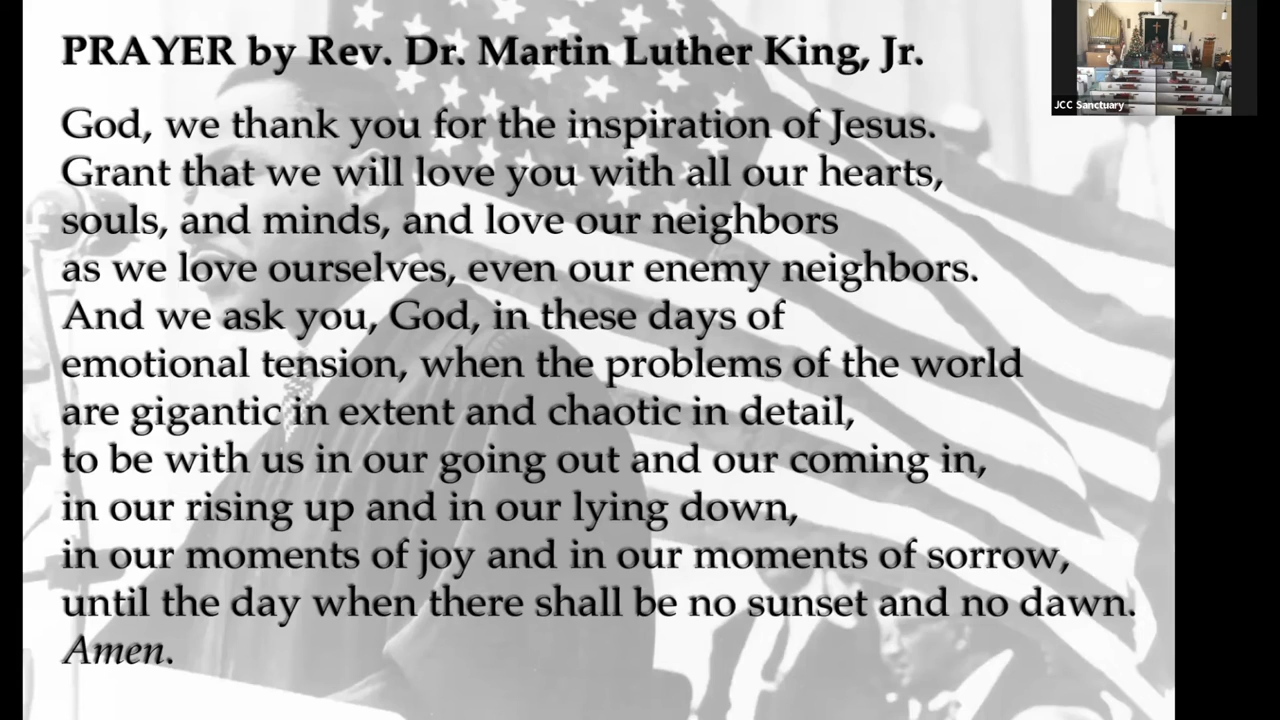 PRAYER by Rev. Dr. Martin Luther King, Jr.
JCC Sanctuary
God, we thank you for the inspiration of Jesus.
Grant that we will love you with all our hearts,
souls, and minds, and love our neighbors
as we love ourselves, even our enemy neighbors.
And we ask you, God, in these days of
emotional tension, when the problems of the world
are gigantic in extent and chaotic in detail,
to be with us in our going out and our coming in,
in our rising up and in our lying down,
in our moments of joy and in our moments of sorrow,
until the day when there shall be no sunset and no dawn.
Amen.